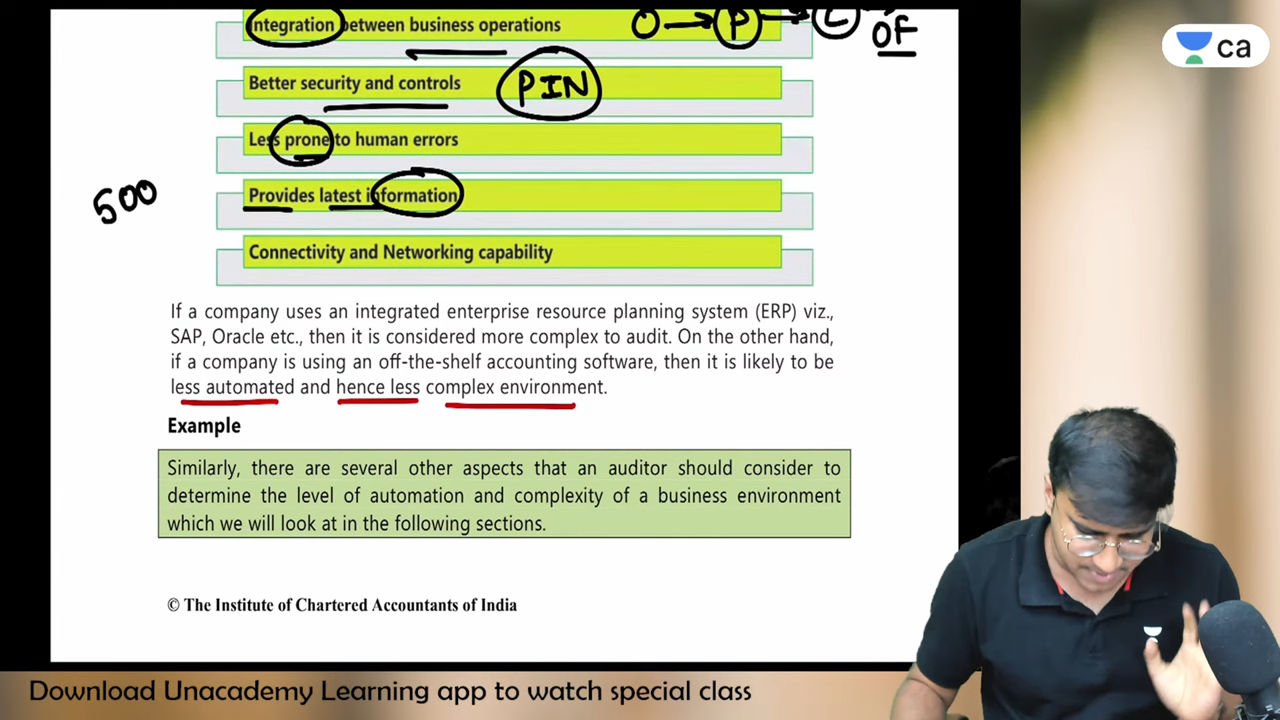 Integration between business operations
O → P → C OF
ca
Better security and controls
PIN
Less prone to human errors
500
Provides latest information
Connectivity and Networking capability
If a company uses an integrated enterprise resource planning system (ERP) viz.,
SAP, Oracle etc., then it is considered more complex to audit. On the other hand,
if a company is using an off-the-shelf accounting software, then it is likely to be
less automated and hence less complex environment.
Example
Similarly, there are several other aspects that an auditor should consider to
determine the level of automation and complexity of a business environment
which we will look at in the following sections.
© The Institute of Chartered Accountants of India
Download Unacademy Learning app to watch special class